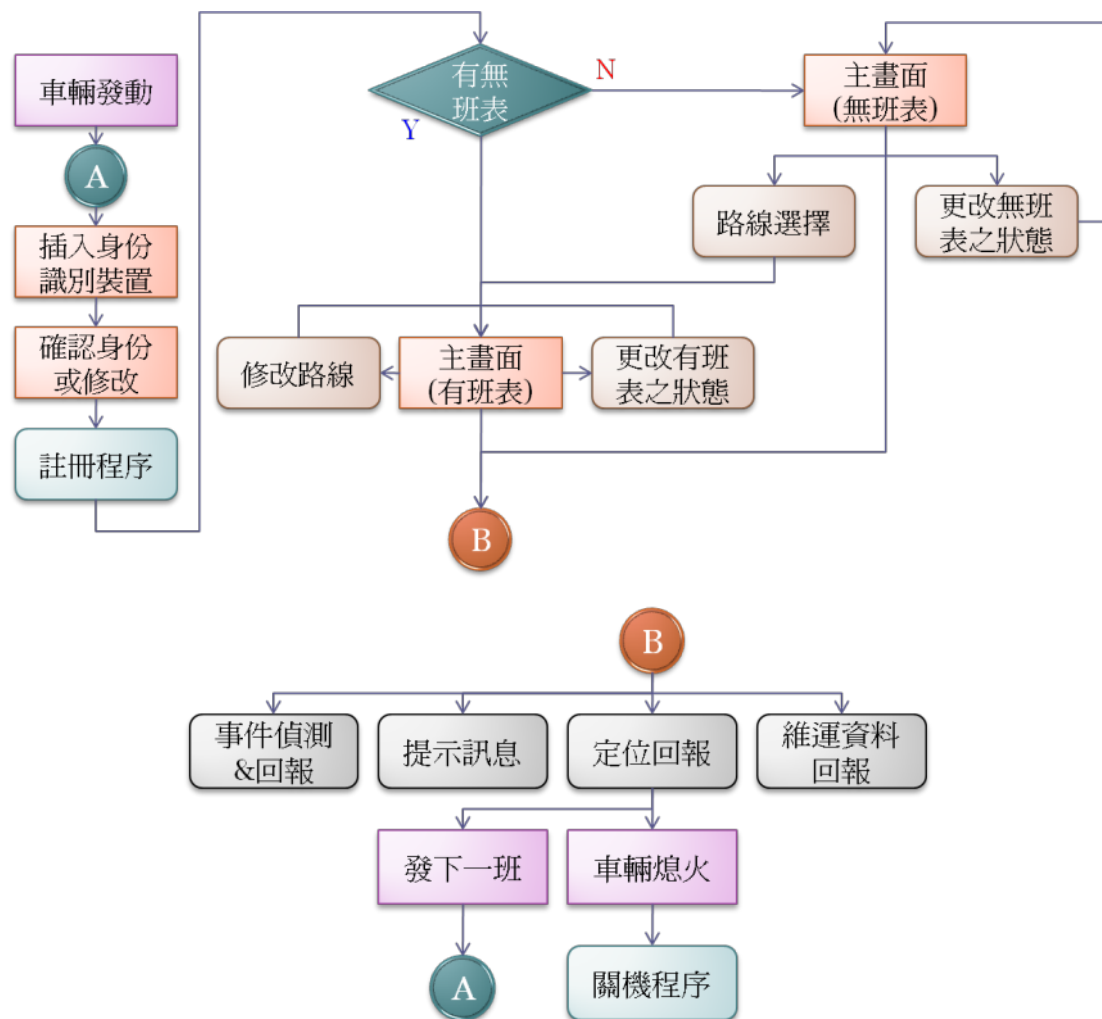 車輛發動
A
插入身份
識別裝置
確認身份
或修改
註冊程序
有無
班表
N
Y
主畫面
(無班表)
路線選擇
更改無班
表之狀態
修改路線
主畫面
(有班表)
更改有班
表之狀態
B
B
事件偵測
&回報
提示訊息
定位回報
維運資料
回報
發下一班
車輛熄火
A
關機程序